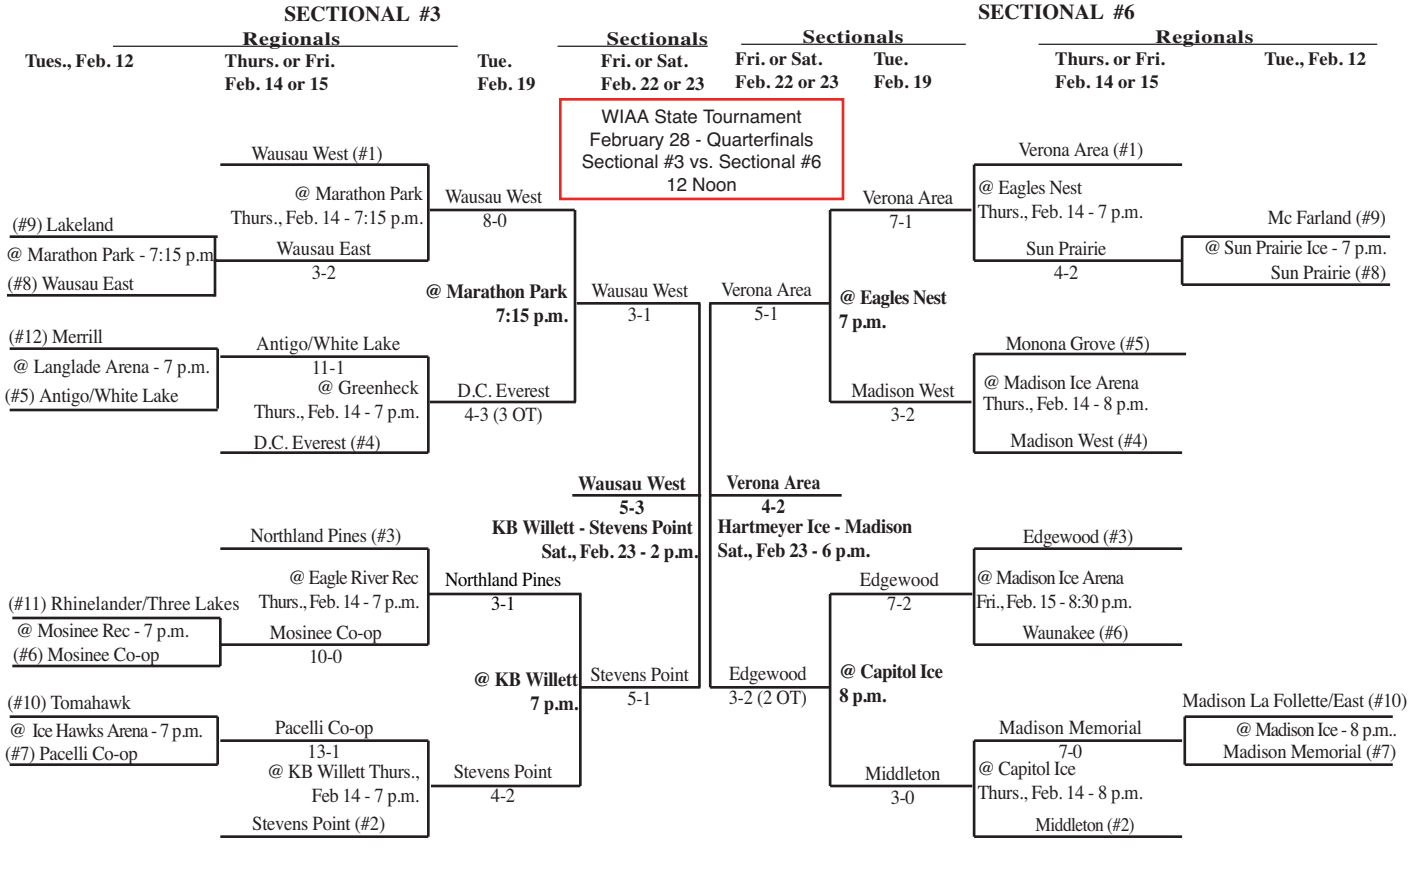 SECTIONAL #3
SECTIONAL #6
Regionals
Sectionals
Sectionals
Regionals
Tues., Feb. 12
Thurs. or Fri.
Feb. 14 or 15
Tue.
Feb. 19
Fri. or Sat.
Feb. 22 or 23
Fri. or Sat.
Feb. 22 or 23
Tue.
Feb. 19
Thurs. or Fri.
Feb. 14 or 15
Tue., Feb. 12
WIAA State Tournament
February 28 - Quarterfinals
Sectional #3 vs. Sectional #6
12 Noon
(#9) Lakeland
@ Marathon Park - 7:15 p.m
(#8) Wausau East
(#12) Merrill
@ Langlade Arena - 7 p.m.
(#5) Antigo/White Lake
(#11) Rhinelander/Three Lakes
@ Mosinee Rec - 7 p.m.
(#6) Mosinee Co-op
(#10) Tomahawk
@ Ice Hawks Arena - 7 p.m.
(#7) Pacelli Co-op
Wausau West (#1)
@ Marathon Park
Thurs., Feb. 14 - 7:15 p.m.
Wausau East
3-2
Antigo/White Lake
11-1
@ Greenheck
Thurs., Feb. 14 - 7 p.m.
D.C. Everest (#4)
Northland Pines (#3)
@ Eagle River Rec
Thurs., Feb. 14 - 7 p..m.
Mosinee Co-op
10-0
Pacelli Co-op
13-1
@ KB Willett Thurs.,
Feb 14 - 7 p.m.
Stevens Point (#2)
Wausau West
8-0
@ Marathon Park
7:15 p.m.
D.C. Everest
4-3 (3 OT)
Northland Pines
3-1
@ KB Willett
7 p.m.
Stevens Point
4-2
Wausau West
3-1
Wausau West
5-3
KB Willett - Stevens Point
Sat., Feb. 23 - 2 p.m.
Stevens Point
5-1
Verona Area
5-1
Verona Area
4-2
Hartmeyer Ice - Madison
Sat., Feb 23 - 6 p.m.
Edgewood
3-2 (2 OT)
Verona Area
7-1
@ Eagles Nest
7 p.m.
Madison West
3-2
Edgewood
7-2
@ Capitol Ice
8 p.m.
Middleton
3-0
Verona Area (#1)
@ Eagles Nest
Thurs., Feb. 14 - 7 p.m.
Sun Prairie
4-2
Monona Grove (#5)
@ Madison Ice Arena
Thurs., Feb. 14 - 8 p.m.
Madison West (#4)
Edgewood (#3)
@ Madison Ice Arena
Fri., Feb. 15 - 8:30 p.m.
Waunakee (#6)
Madison Memorial
7-0
@ Capitol Ice
Thurs., Feb. 14 - 8 p.m.
Middleton (#2)
Mc Farland (#9)
@ Sun Prairie Ice - 7 p.m.
Sun Prairie (#8)
Madison La Follette/East (#10)
@ Madison Ice - 8 p.m..
Madison Memorial (#7)